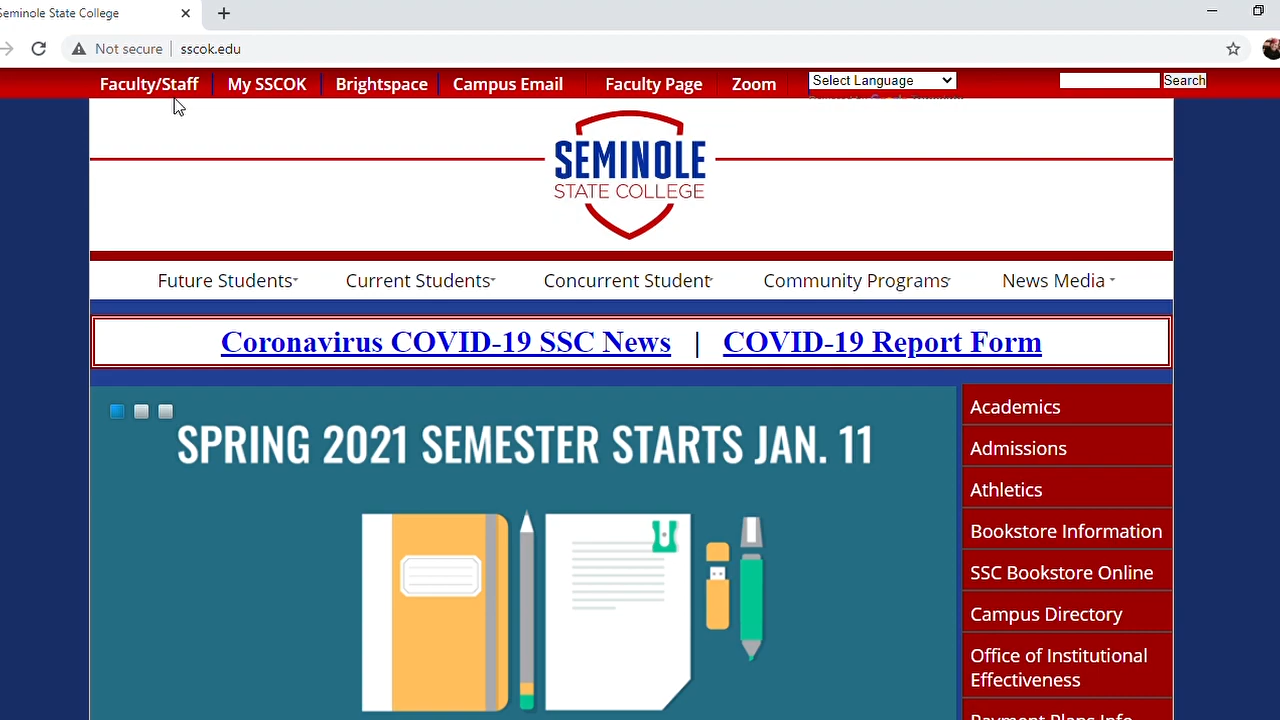 Seminole State College
Not secure sscok.edu
Faculty/Staff My SSCOK Brightspace Campus Email Faculty Page Zoom Select Language Search
SEMINOLE
STATE COLLEGE
Future Students Current Students Concurrent Student Community Programs News Media
Coronavirus COVID-19 SSC News | COVID-19 Report Form
SPRING 2021 SEMESTER STARTS JAN. 11
Academics
Admissions
Athletics
Bookstore Information
SSC Bookstore Online
Campus Directory
Office of Institutional
Effectiveness
Payment Plans Info